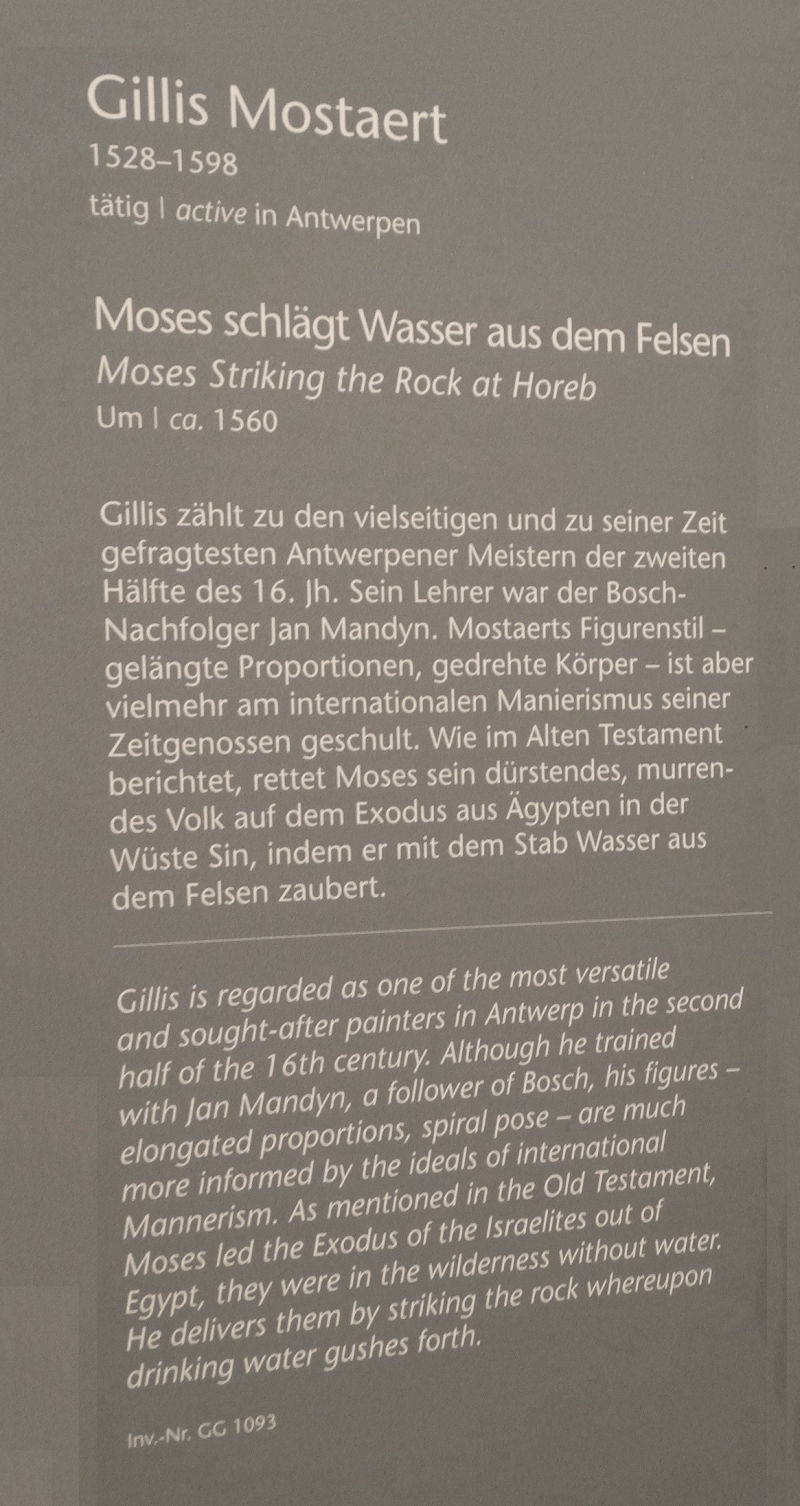 Gillis Mostaert
1528–1598
tätig | active in Antwerpen
Moses schlägt Wasser aus dem Felsen
Moses Striking the Rock at Horeb
Um | ca. 1560
Gillis zählt zu den vielseitigen und zu seiner Zeit
gefragtesten Antwerpener Meistern der zweiten
Hälfte des 16. Jh. Sein Lehrer war der Bosch-
Nachfolger Jan Mandyn. Mostaerts Figurenstil –
gelängte Proportionen, gedrehte Körper – ist aber
vielmehr am internationalen Manierismus seiner
Zeitgenossen geschult. Wie im Alten Testament
berichtet, rettet Moses sein dürstendes, murren-
des Volk auf dem Exodus aus Ägypten in der
Wüste Sin, indem er mit dem Stab Wasser aus
dem Felsen zaubert.
Gillis is regarded as one of the most versatile
and sought-after painters in Antwerp in the second
half of the 16th century. Although he trained
with Jan Mandyn, a follower of Bosch, his figures –
elongated proportions, spiral pose – are much
more informed by the ideals of international
Mannerism. As mentioned in the Old Testament,
Moses led the Exodus of the Israelites out of
Egypt, they were in the wilderness without water.
He delivers them by striking the rock whereupon
drinking water gushes forth.
Inv.-Nr. GG 1093